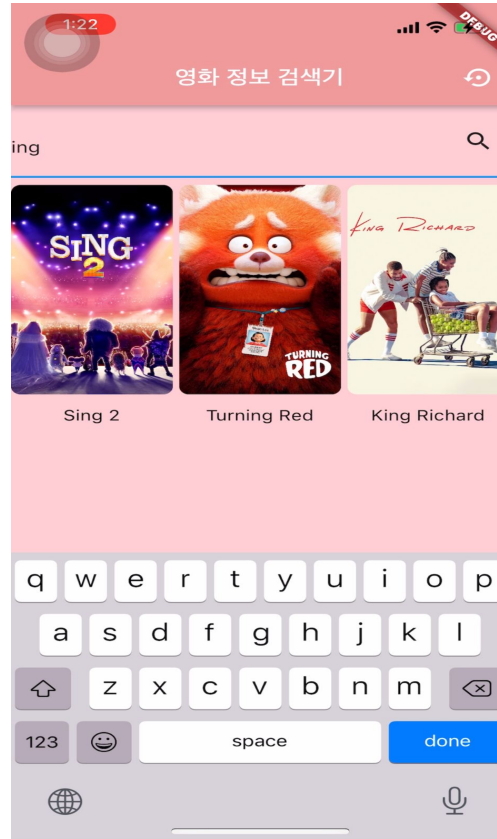 1:22
DEBUG
영화 정보 검색기
ing
SING
2
TURNING
RED
KING RICHARD
Sing 2
Turning Red
King Richard
q w e r t y u i o p
a s d f g h j k l
z x c v b n m
123
space
done